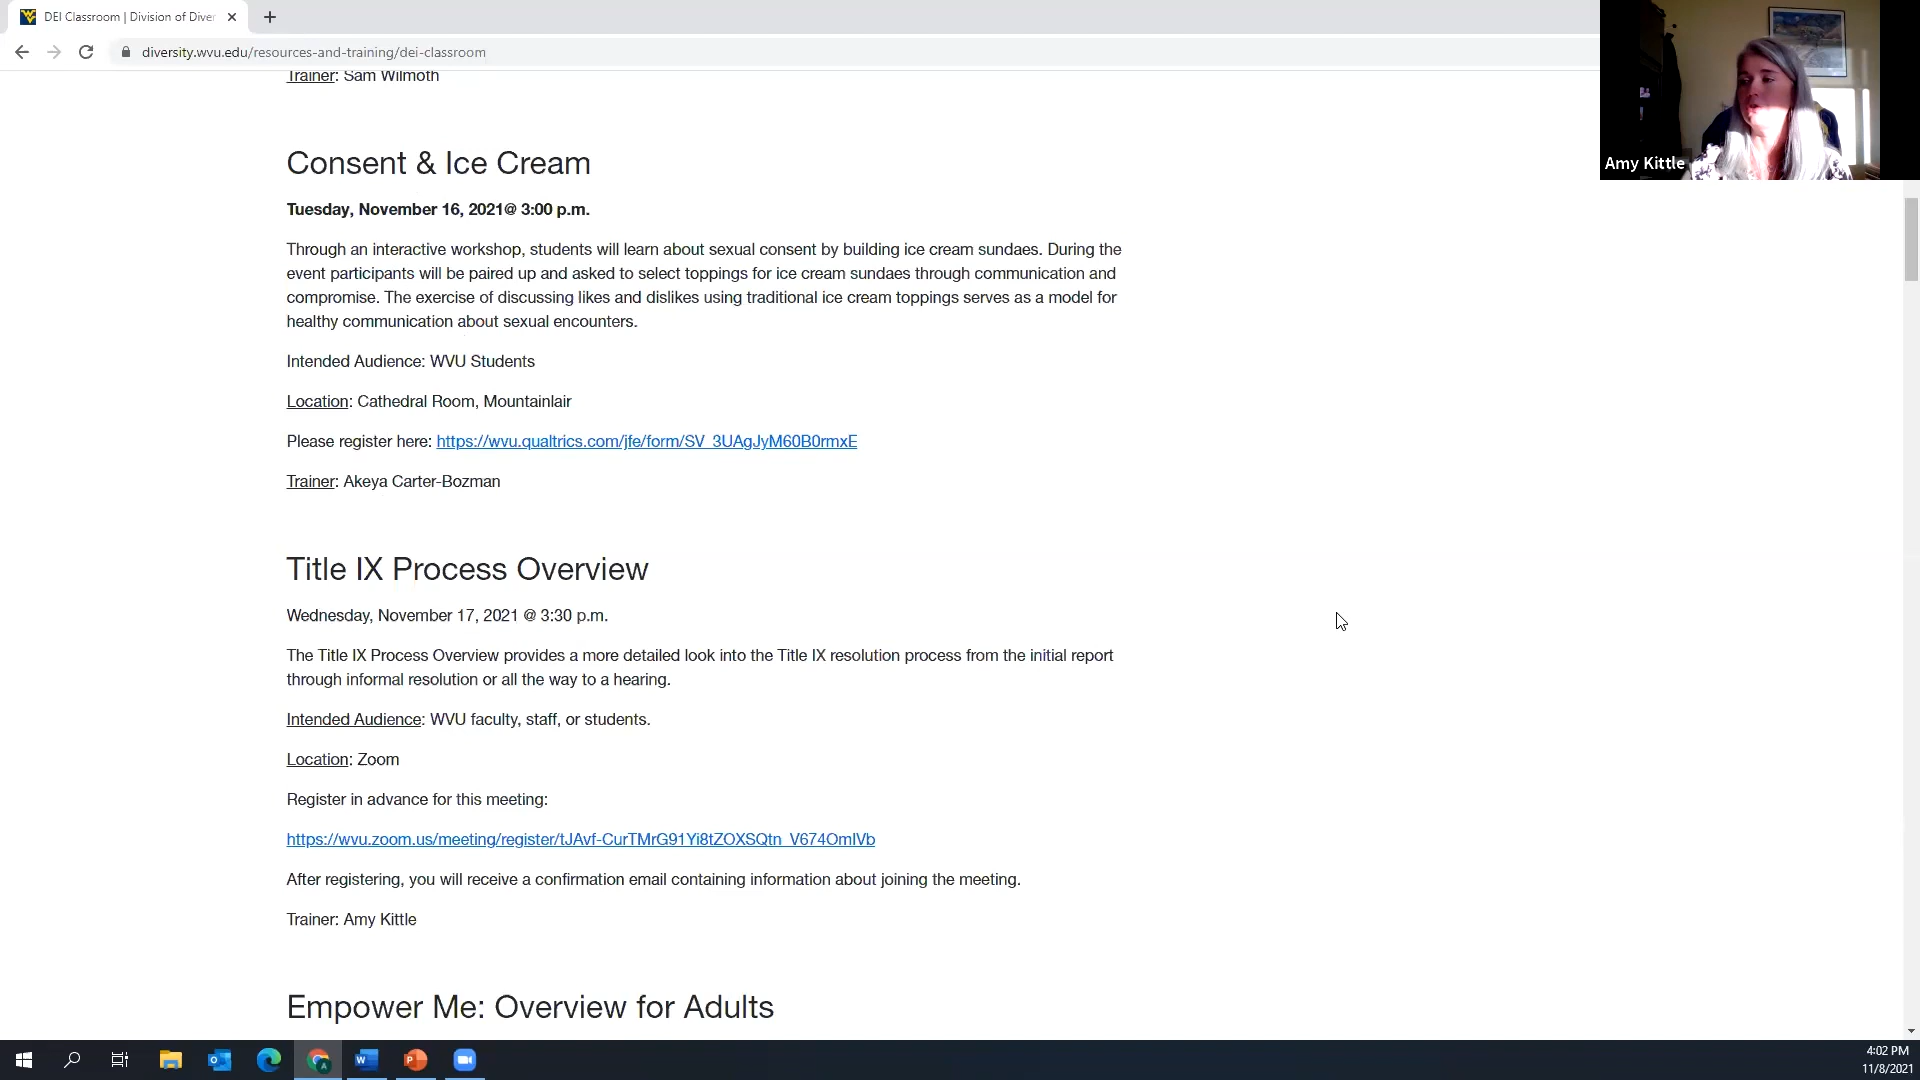 DEI Classroom | Division of Diver
diversity.wvu.edu/resources-and-training/dei-classroom
Trainer: Sam Wilmoth
Amy Kittle
Consent & Ice Cream
Tuesday, November 16, 2021@ 3:00 p.m.
Through an interactive workshop, students will learn about sexual consent by building ice cream sundaes. During the
event participants will be paired up and asked to select toppings for ice cream sundaes through communication and
compromise. The exercise of discussing likes and dislikes using traditional ice cream toppings serves as a model for
healthy communication about sexual encounters.
Intended Audience: WVU Students
Location: Cathedral Room, Mountainlair
Please register here: https://wvu.qualtrics.com/jfe/form/SV_3UAgJyM60B0rmxE
Trainer: Akeya Carter-Bozman
Title IX Process Overview
Wednesday, November 17, 2021 @ 3:30 p.m.
The Title IX Process Overview provides a more detailed look into the Title IX resolution process from the initial report
through informal resolution or all the way to a hearing.
Intended Audience: WVU faculty, staff, or students.
Location: Zoom
Register in advance for this meeting:
https://wvu.zoom.us/meeting/register/tJAvf-CurTMrG91Yi8tZOXSQtn_V674OmIVb
After registering, you will receive a confirmation email containing information about joining the meeting.
Trainer: Amy Kittle
Empower Me: Overview for Adults
4:02 PM
11/8/2021